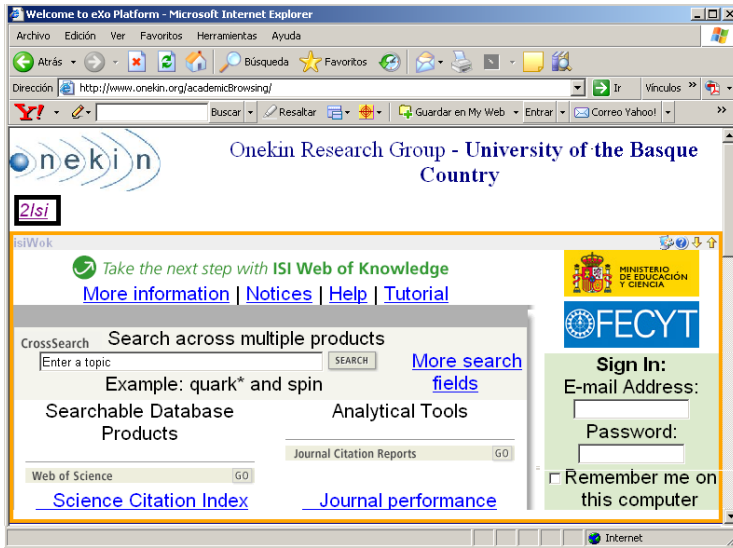 Welcome to eXo Platform - Microsoft Internet Explorer
Archivo Edición Ver Favoritos Herramientas Ayuda
Atrás Búsqueda Favoritos
Dirección http://www.onekin.org/academicBrowsing/ Ir Vínculos »
Y! Buscar Resaltar Guardar en My Web Entrar Correo Yahoo! »
onekin
Onekin Research Group - University of the Basque
Country
2Isi
isiWok
Take the next step with ISI Web of Knowledge
More information | Notices | Help | Tutorial
MINISTERIO
DE EDUCACIÓN
Y CIENCIA
FECYT
CrossSearch Search across multiple products
Enter a topic SEARCH
More search
fields
Example: quark* and spin
Searchable Database
Products
Analytical Tools
Journal Citation Reports GO
Web of Science GO
Science Citation Index
Journal performance
Sign In:
E-mail Address:
Password:
Remember me on
this computer
Internet